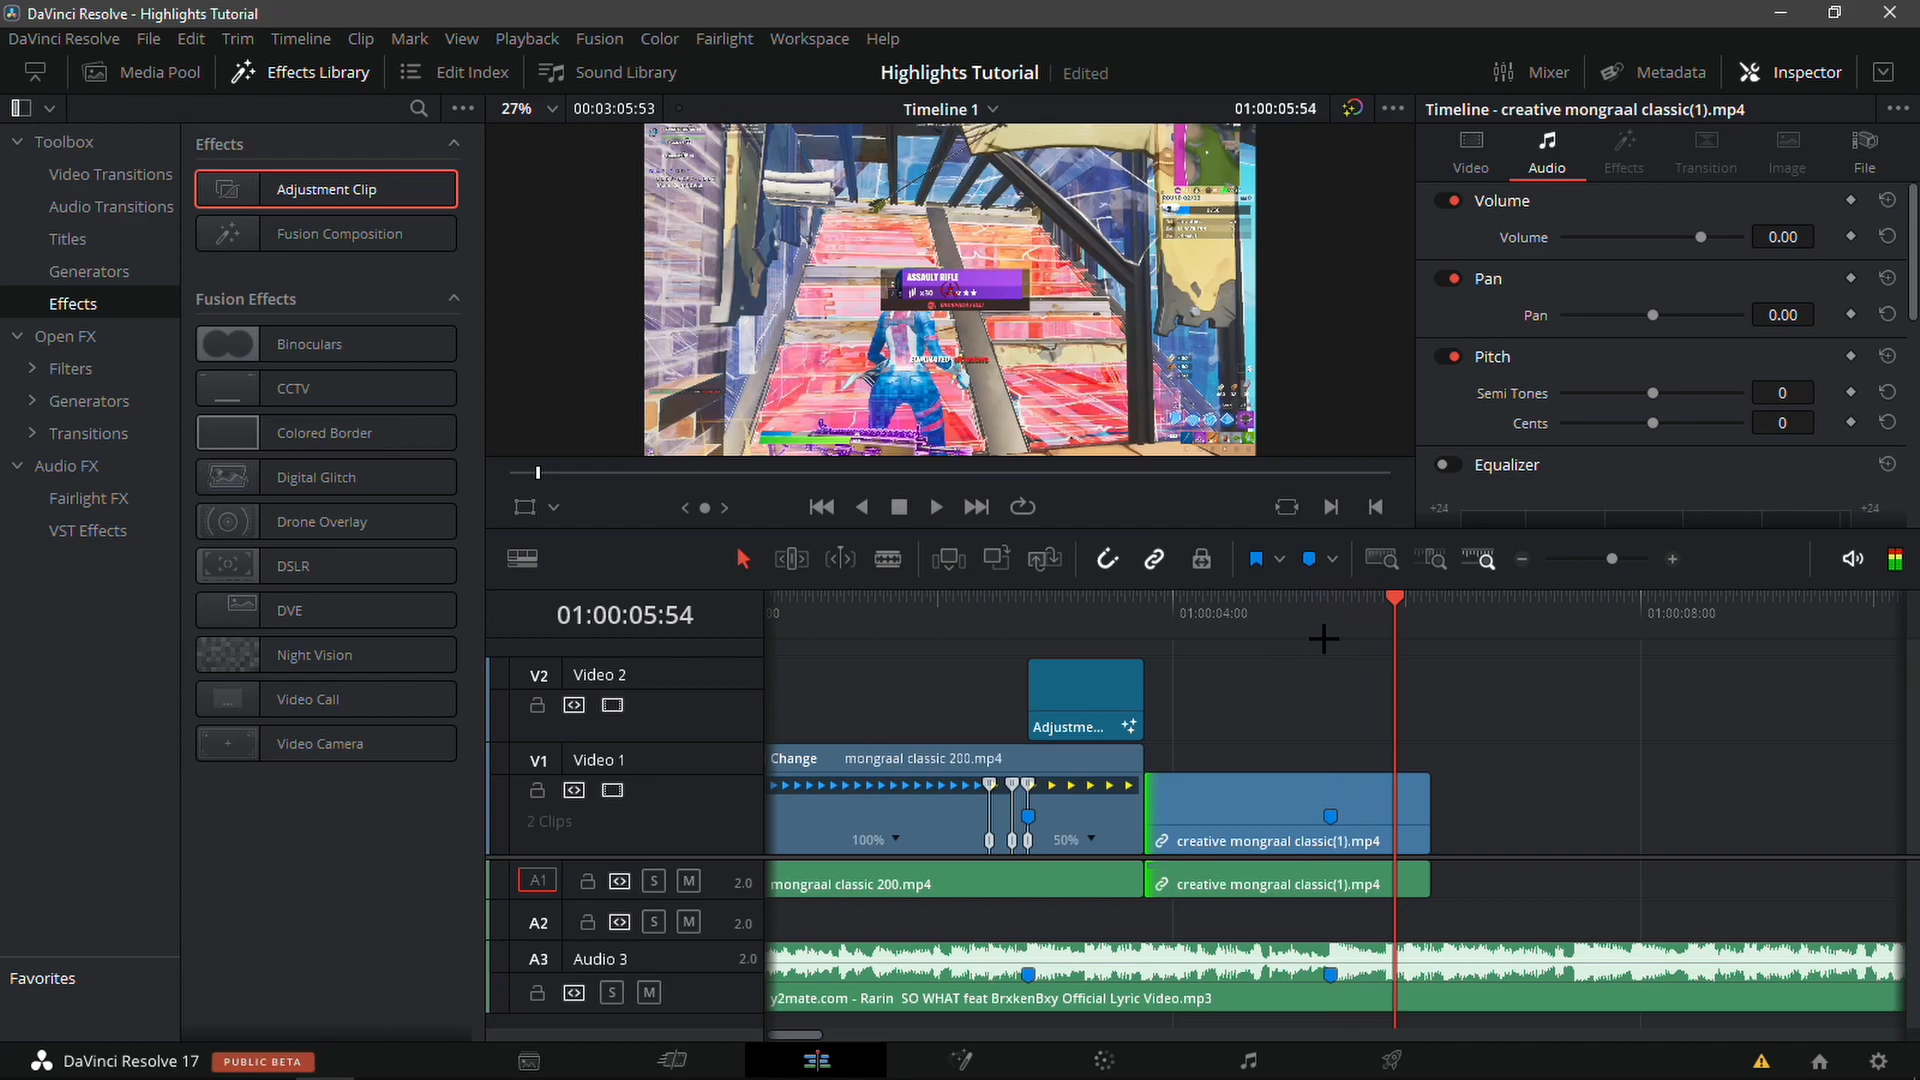 DaVinci Resolve - Highlights Tutorial
DaVinci Resolve File Edit Trim Timeline Clip Mark View Playback Fusion Color Fairlight Workspace Help
Media Pool Effects Library Edit Index Sound Library Highlights Tutorial Edited Mixer Metadata Inspector
27% 00:03:05:53 Timeline 1 01:00:05:54 Timeline - creative mongraal classic(1).mp4
Toolbox
Video Transitions
Audio Transitions
Titles
Generators
Effects
Open FX
Filters
Generators
Transitions
Audio FX
Fairlight FX
VST Effects
Favorites
Effects
Adjustment Clip
Fusion Composition
Fusion Effects
Binoculars
CCTV
Colored Border
Digital Glitch
Drone Overlay
DSLR
DVE
Night Vision
Video Call
Video Camera
ASSAULT RIFLE
x30
ELIMINATED
Video Audio Effects Transition Image File
Volume
Volume 0.00
Pan
Pan 0.00
Pitch
Semi Tones 0
Cents 0
Equalizer
+24 +24
01:00:05:54
00 01:00:04:00 01:00:08:00
V2 Video 2
Adjustme...
V1 Video 1
2 Clips
Change mongraal classic 200.mp4
100% 50%
creative mongraal classic(1).mp4
A1 S M 2.0
mongraal classic 200.mp4 creative mongraal classic(1).mp4
A2 S M 2.0
A3 Audio 3 2.0
S M
y2mate.com - Rarin SO WHAT feat BrxkenBxy Official Lyric Video.mp3
DaVinci Resolve 17 PUBLIC BETA